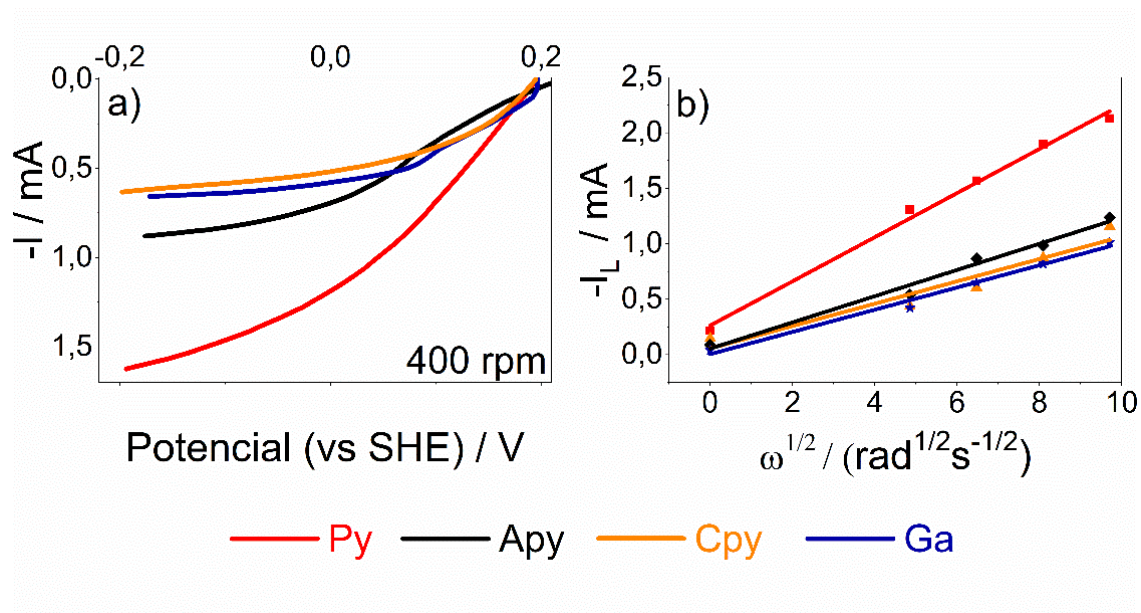 a)
-0,2 0,0 0,2
0,0
0,5
1,0
1,5
-I / mA
400 rpm
Potencial (vs SHE) / V
b)
2,5
2,0
1,5
1,0
0,5
0,0
-I_L / mA
0 2 4 6 8 10
ω^1/2 / (rad^1/2s^-1/2)
Py Apy Cpy Ga